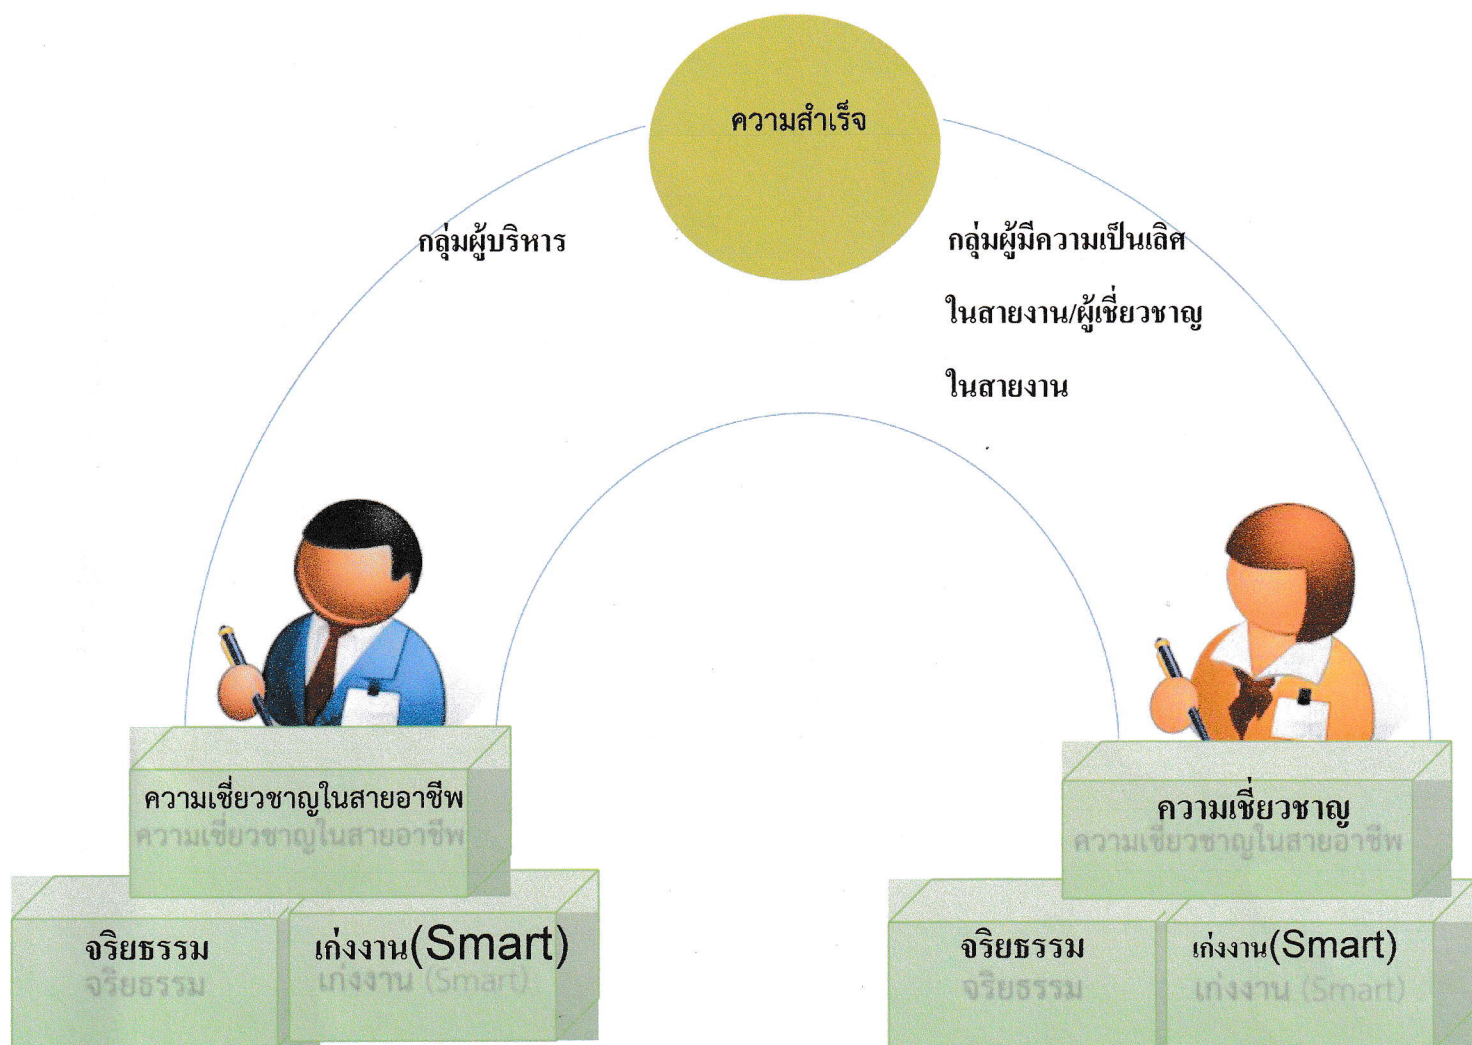 ความสำเร็จ
กลุ่มผู้บริหาร
กลุ่มผู้มีความเป็นเลิศ
ในสายงาน/ผู้เชี่ยวชาญ
ในสายงาน
ความเชี่ยวชาญในสายอาชีพ
ความเชี่ยวชาญในสายอาชีพ
จริยธรรม
จริยธรรม
เก่งงาน(Smart)
เก่งงาน (Smart)
ความเชี่ยวชาญ
ความเชี่ยวชาญในสายอาชีพ
จริยธรรม
จริยธรรม
เก่งงาน(Smart)
เก่งงาน (Smart)